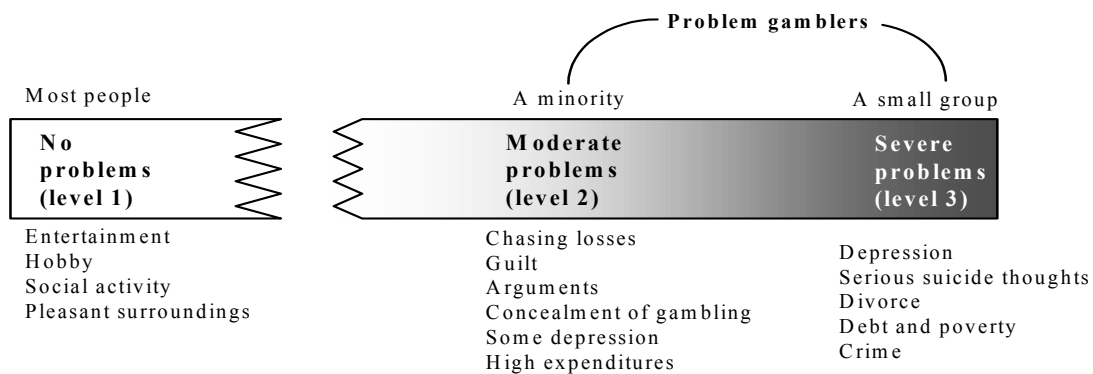 Problem gamblers
Most people
A minority
A small group
No
problems
(level 1)
Moderate
problems
(level 2)
Severe
problems
(level 3)
Entertainment
Hobby
Social activity
Pleasant surroundings
Chasing losses
Guilt
Arguments
Concealment of gambling
Some depression
High expenditures
Depression
Serious suicide thoughts
Divorce
Debt and poverty
Crime